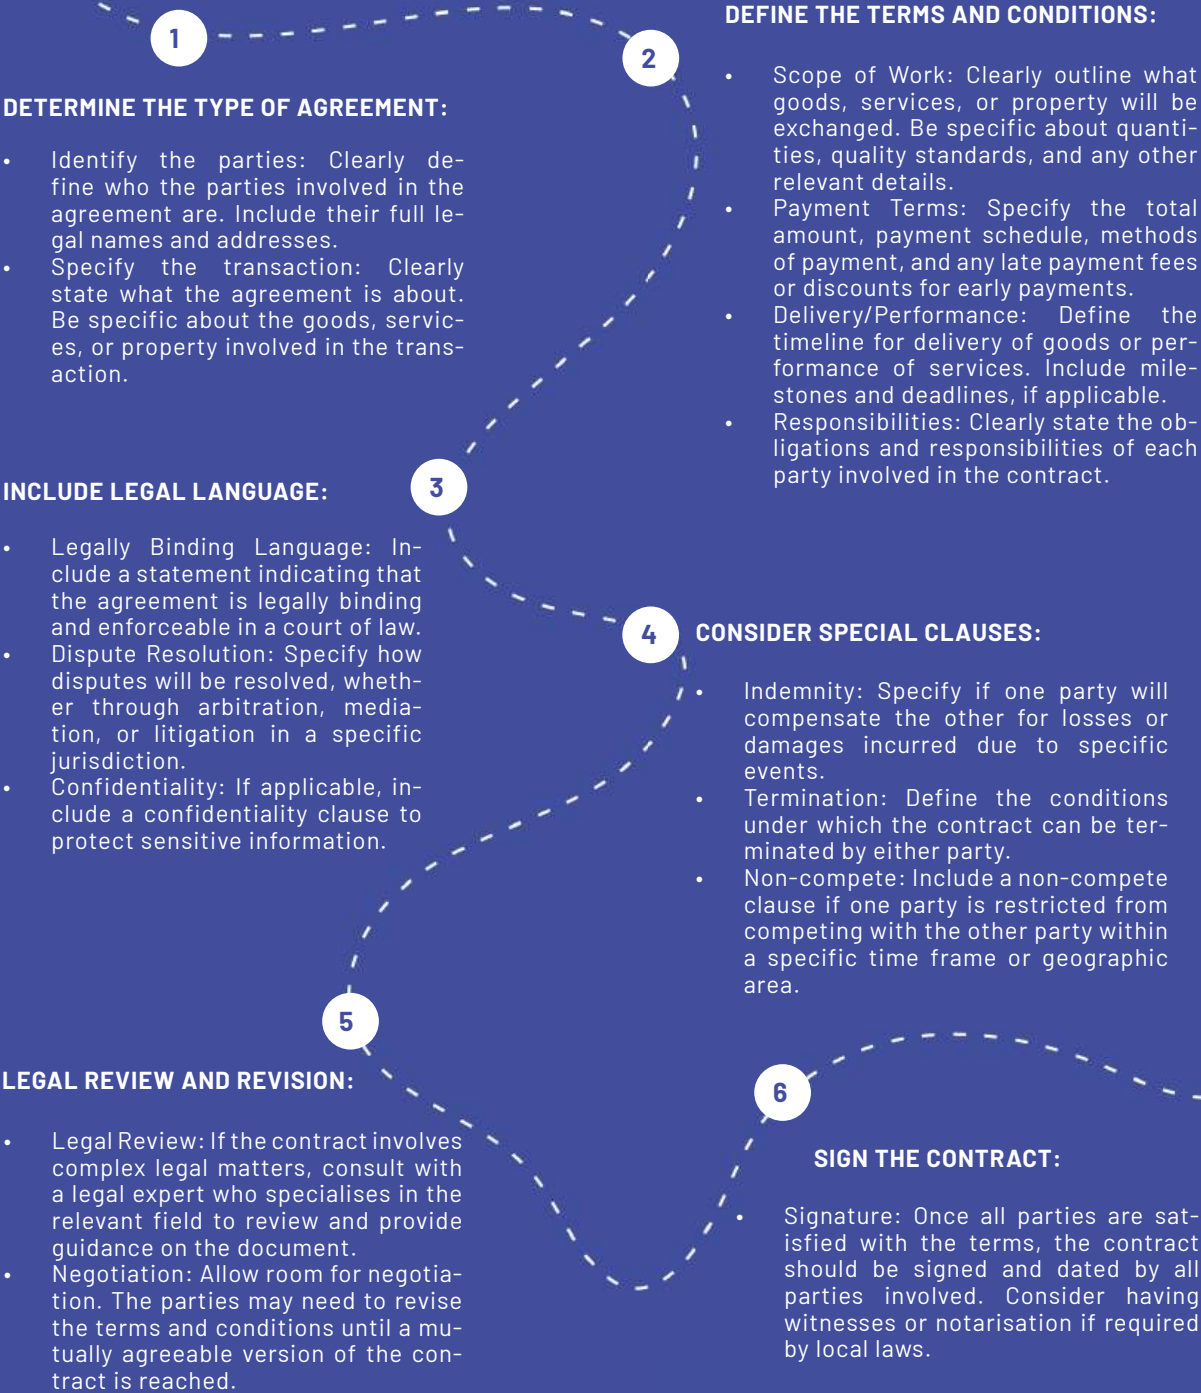 1
DETERMINE THE TYPE OF AGREEMENT:
• Identify the parties: Clearly de-
fine who the parties involved in the
agreement are. Include their full le-
gal names and addresses.
• Specify the transaction: Clearly
state what the agreement is about.
Be specific about the goods, servic-
es, or property involved in the trans-
action.
2
DEFINE THE TERMS AND CONDITIONS:
• Scope of Work: Clearly outline what
goods, services, or property will be
exchanged. Be specific about quanti-
ties, quality standards, and any other
relevant details.
• Payment Terms: Specify the total
amount, payment schedule, methods
of payment, and any late payment fees
or discounts for early payments.
• Delivery/Performance: Define the
timeline for delivery of goods or per-
formance of services. Include mile-
stones and deadlines, if applicable.
• Responsibilities: Clearly state the ob-
ligations and responsibilities of each
party involved in the contract.
3
INCLUDE LEGAL LANGUAGE:
• Legally Binding Language: In-
clude a statement indicating that
the agreement is legally binding
and enforceable in a court of law.
• Dispute Resolution: Specify how
disputes will be resolved, wheth-
er through arbitration, media-
tion, or litigation in a specific
jurisdiction.
• Confidentiality: If applicable, in-
clude a confidentiality clause to
protect sensitive information.
4
CONSIDER SPECIAL CLAUSES:
• Indemnity: Specify if one party will
compensate the other for losses or
damages incurred due to specific
events.
• Termination: Define the conditions
under which the contract can be ter-
minated by either party.
• Non-compete: Include a non-compete
clause if one party is restricted from
competing with the other party within
a specific time frame or geographic
area.
5
LEGAL REVIEW AND REVISION:
• Legal Review: If the contract involves
complex legal matters, consult with
a legal expert who specialises in the
relevant field to review and provide
guidance on the document.
• Negotiation: Allow room for negotia-
tion. The parties may need to revise
the terms and conditions until a mu-
tually agreeable version of the con-
tract is reached.
6
SIGN THE CONTRACT:
• Signature: Once all parties are sat-
isfied with the terms, the contract
should be signed and dated by all
parties involved. Consider having
witnesses or notarisation if required
by local laws.